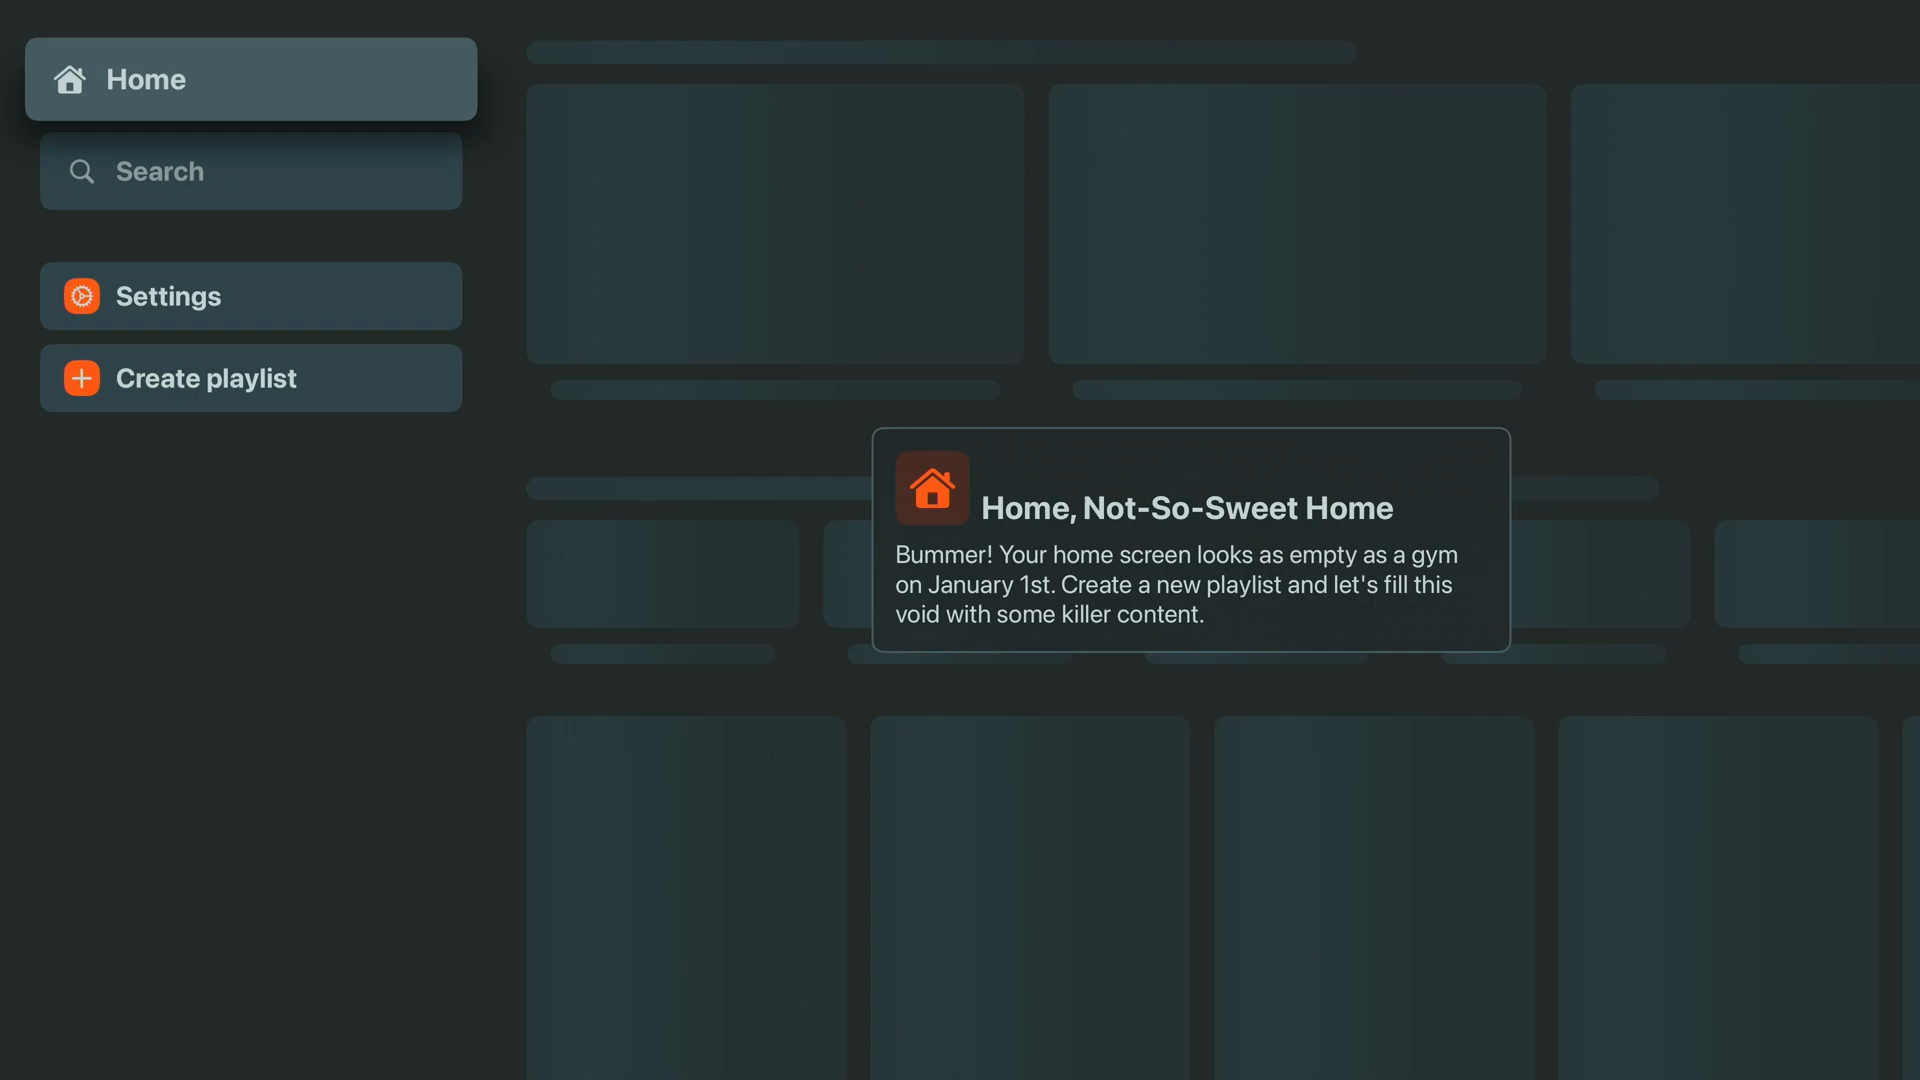 Home
Search
Settings
Create playlist
Home, Not-So-Sweet Home
Bummer! Your home screen looks as empty as a gym
on January 1st. Create a new playlist and let's fill this
void with some killer content.